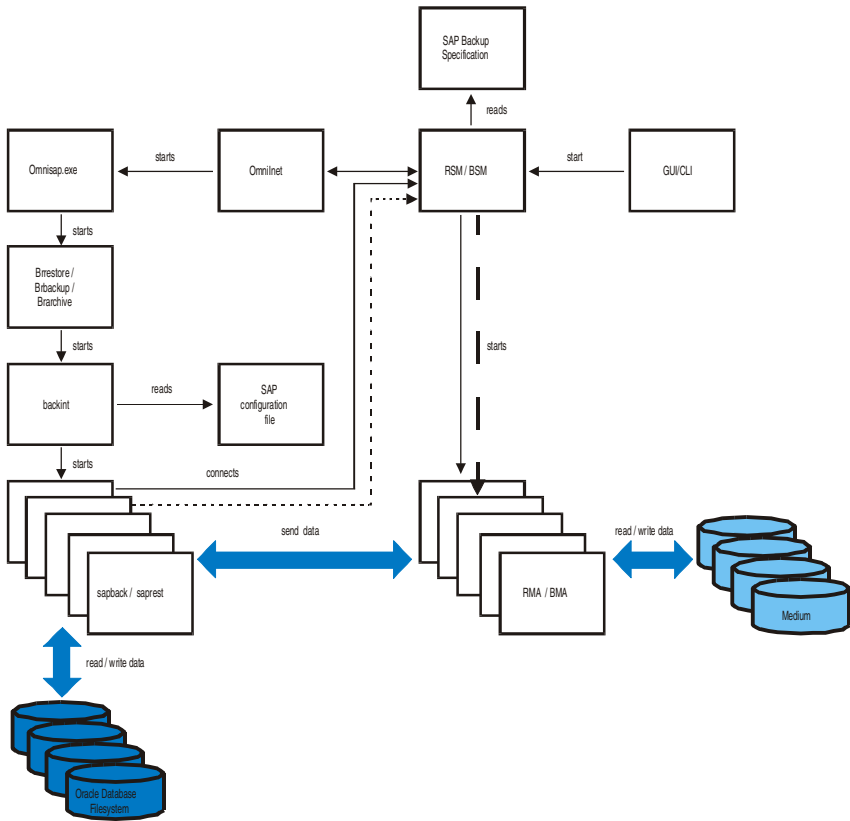 SAP Backup
Specification
reads
Omnisap.exe
starts
OmniInet
RSM / BSM
start
GUI/CLI
starts
Brrestore /
Brbackup /
Brarchive
starts
starts
backint
reads
SAP
configuration
file
starts
connects
send data
read / write data
sapback / saprest
RMA / BMA
Medium
read / write data
Oracle Database
Filesystem